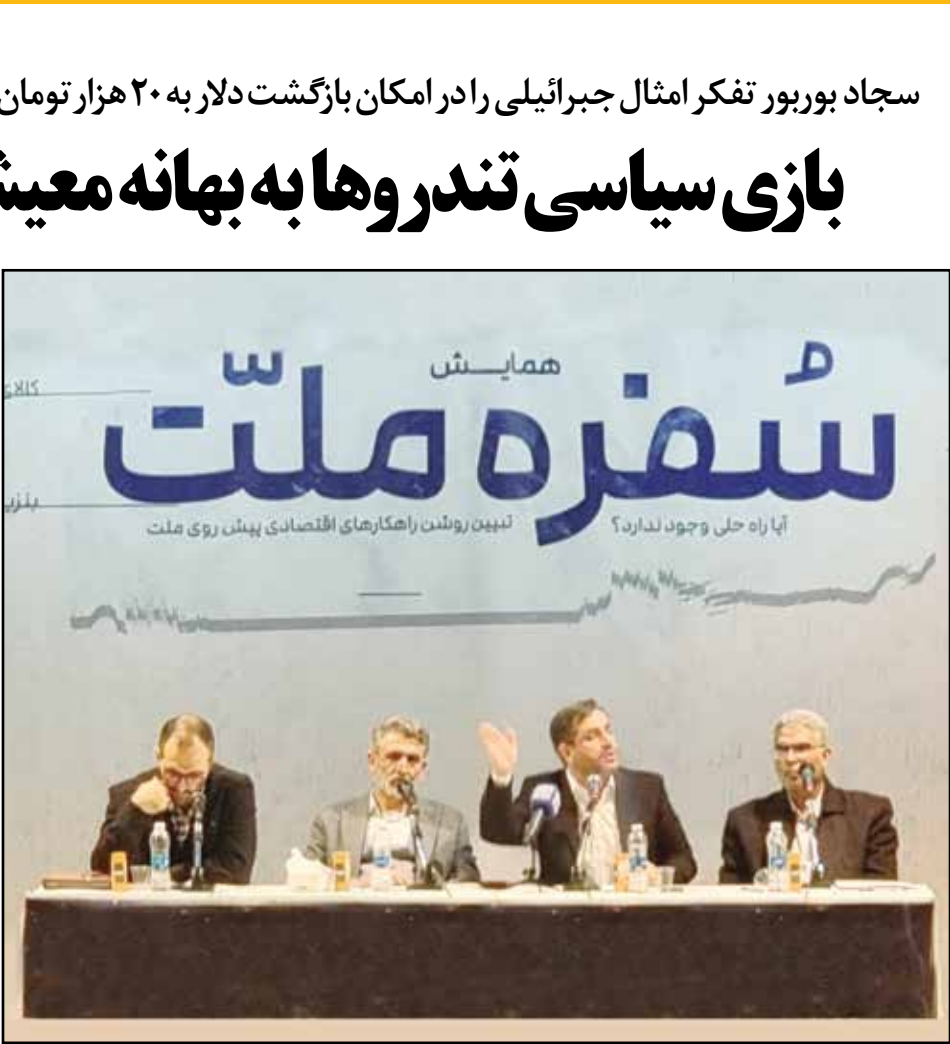 سجاد بوربور تفکر امثال جبرائیلی را در امکان بازگشت دلار به ۲۰ هزار تومان
بازی سیاسی تندروها به بهانه
همایش
سُفره ملّت
آیا راه حلی وجود ندارد؟ تبیین روشن راهکارهای اقتصادی پیش روی ملت